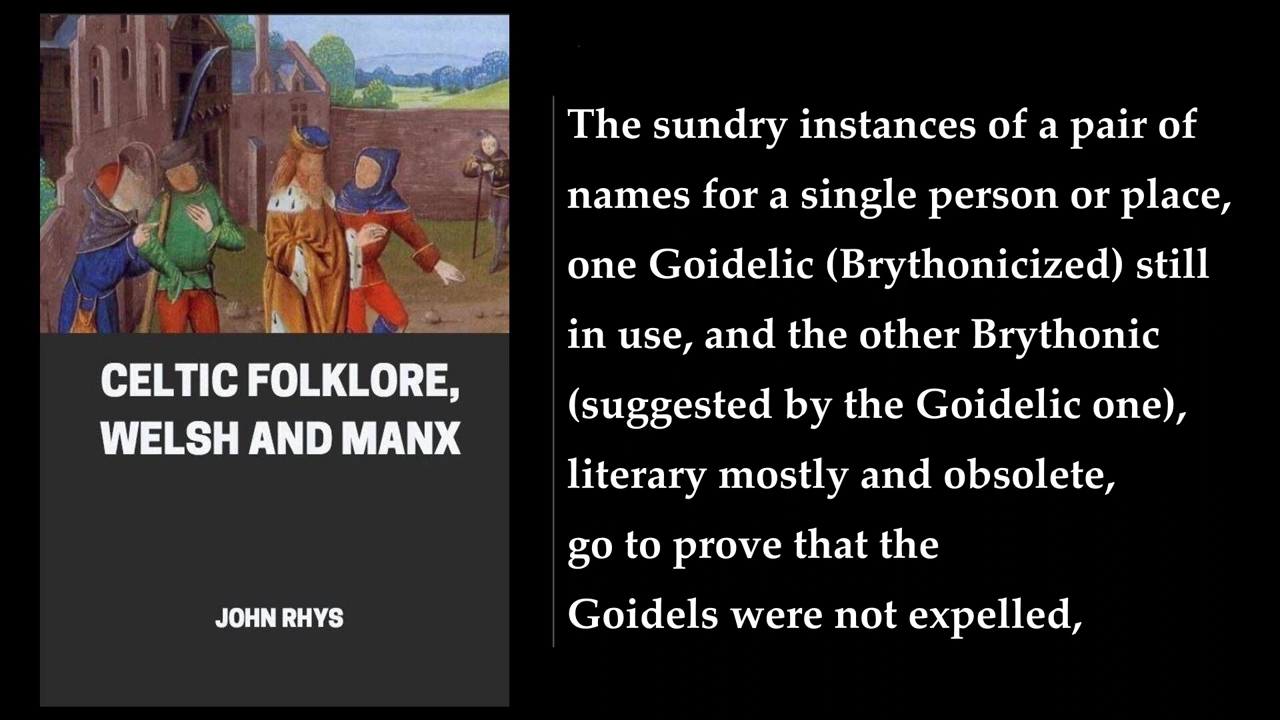 CELTIC FOLKLORE,
WELSH AND MANX
JOHN RHYS
The sundry instances of a pair of
names for a single person or place,
one Goidelic (Brythonicized) still
in use, and the other Brythonic
(suggested by the Goidelic one),
literary mostly and obsolete,
go to prove that the
Goidels were not expelled,